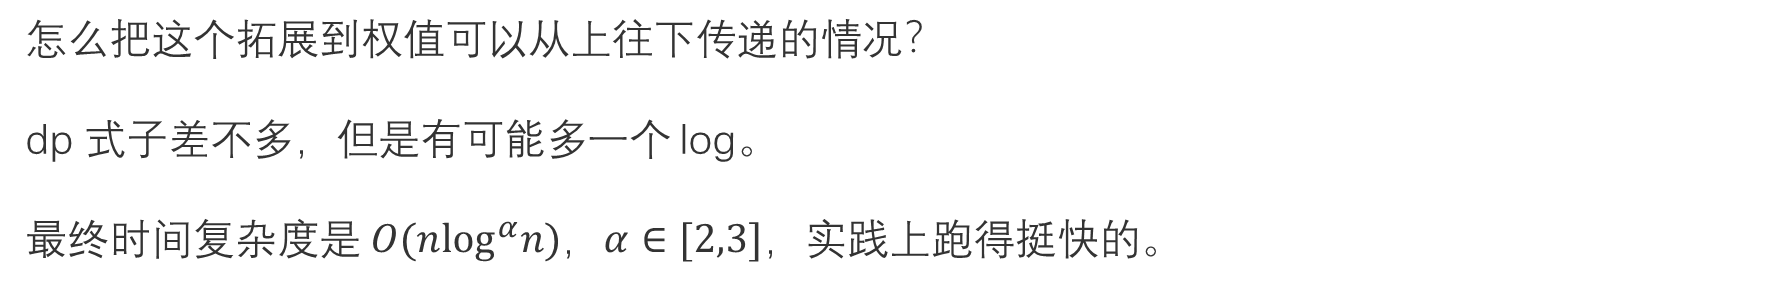 怎么把这个拓展到权值可以从上往下传递的情况？
dp 式子差不多，但是有可能多一个 log。
最终时间复杂度是 O(nlog^α n)，α ∈ [2,3]，实践上跑得挺快的。